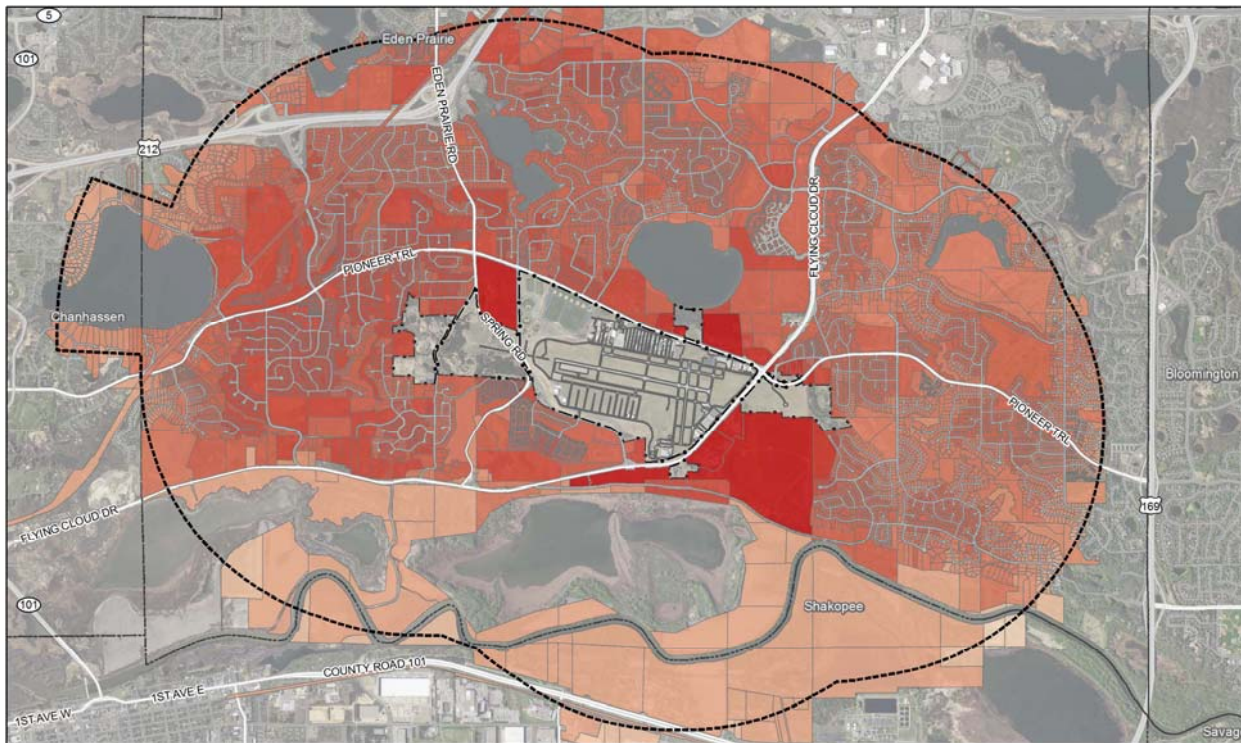 5
Eden Prairie
101
EDEN PRAIRIE RD
212
FLYING CLOUD DR
PIONEER TRL
Chanhassen
SPRING RD
Bloomington
PIONEER TRL
169
FLYING CLOUD DR
101
Shakopee
COUNTY ROAD 101
1ST AVE E
1ST AVE W
Savage